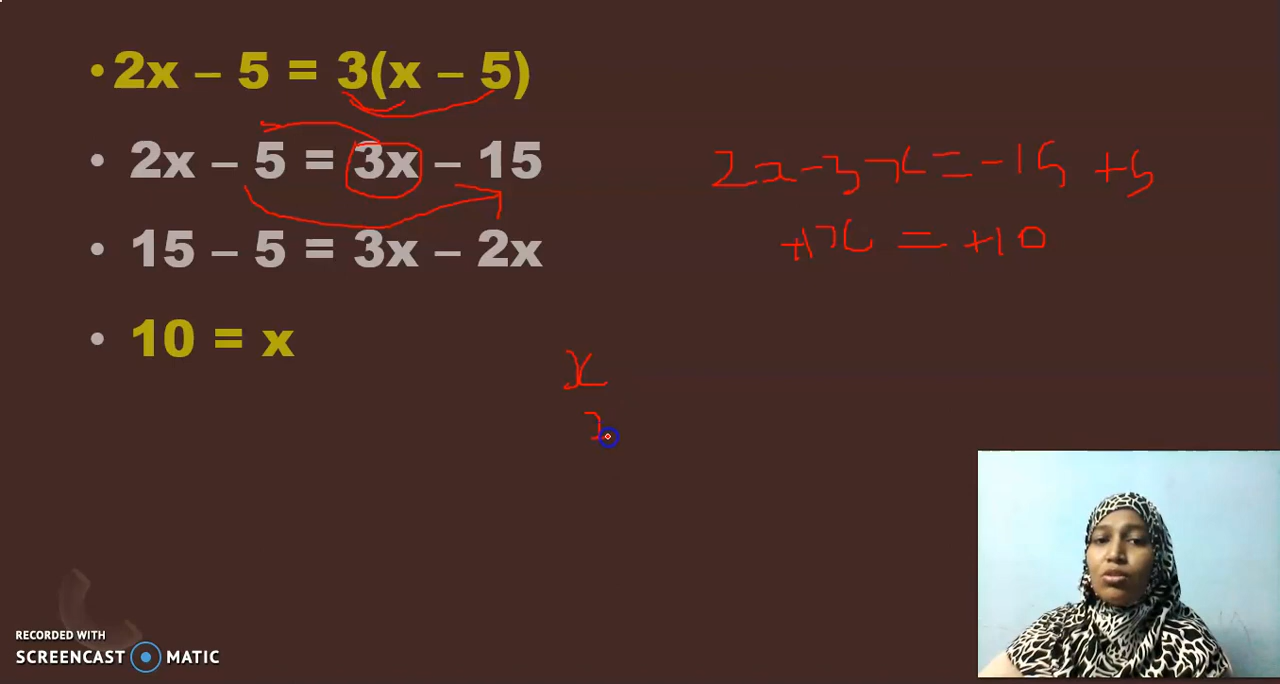 • 2x – 5 = 3(x – 5)
• 2x – 5 = 3x – 15
• 15 – 5 = 3x – 2x
• 10 = x
2x - 3x = -15 +5
+1x = +10
x
RECORDED WITH
SCREENCAST MATIC